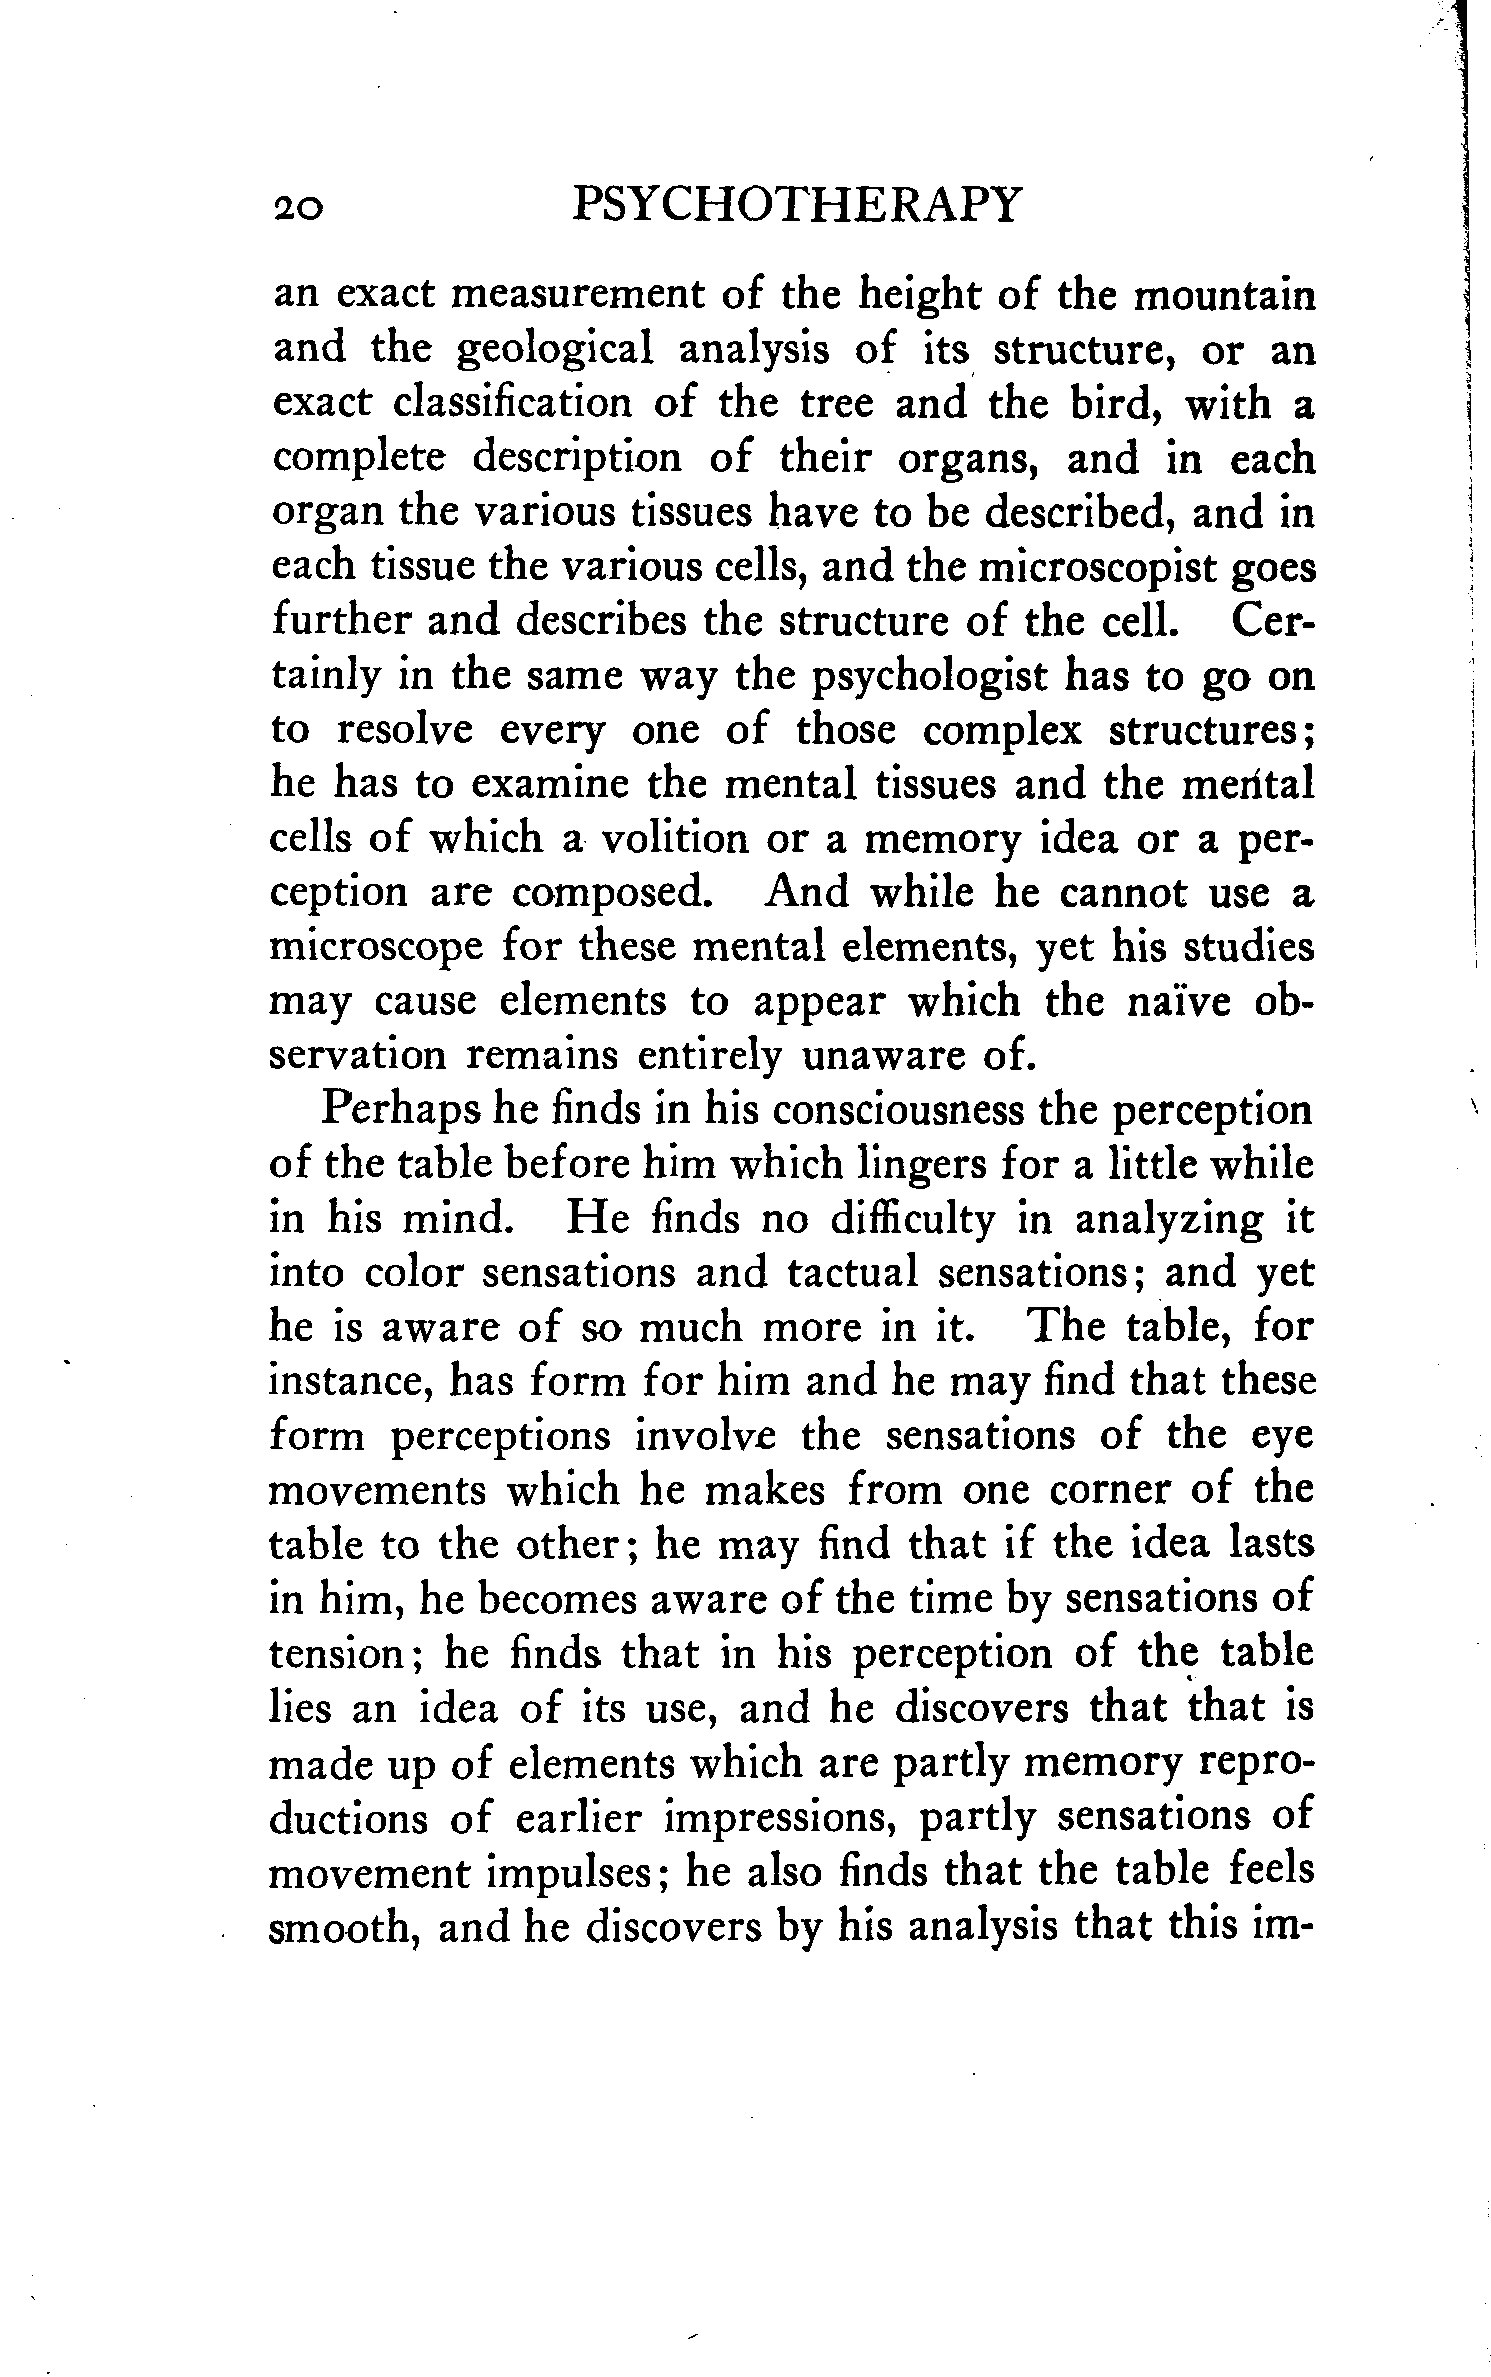 20 PSYCHOTHERAPY
an exact measurement of the height of the mountain
and the geological analysis of its structure, or an
exact classification of the tree and the bird, with a
complete description of their organs, and in each
organ the various tissues have to be described, and in
each tissue the various cells, and the microscopist goes
further and describes the structure of the cell. Cer-
tainly in the same way the psychologist has to go on
to resolve every one of those complex structures;
he has to examine the mental tissues and the mental
cells of which a volition or a memory idea or a per-
ception are composed. And while he cannot use a
microscope for these mental elements, yet his studies
may cause elements to appear which the naïve ob-
servation remains entirely unaware of.
Perhaps he finds in his consciousness the perception
of the table before him which lingers for a little while
in his mind. He finds no difficulty in analyzing it
into color sensations and tactual sensations; and yet
he is aware of so much more in it. The table, for
instance, has form for him and he may find that these
form perceptions involve the sensations of the eye
movements which he makes from one corner of the
table to the other; he may find that if the idea lasts
in him, he becomes aware of the time by sensations of
tension; he finds that in his perception of the table
lies an idea of its use, and he discovers that that is
made up of elements which are partly memory repro-
ductions of earlier impressions, partly sensations of
movement impulses; he also finds that the table feels
smooth, and he discovers by his analysis that this im-